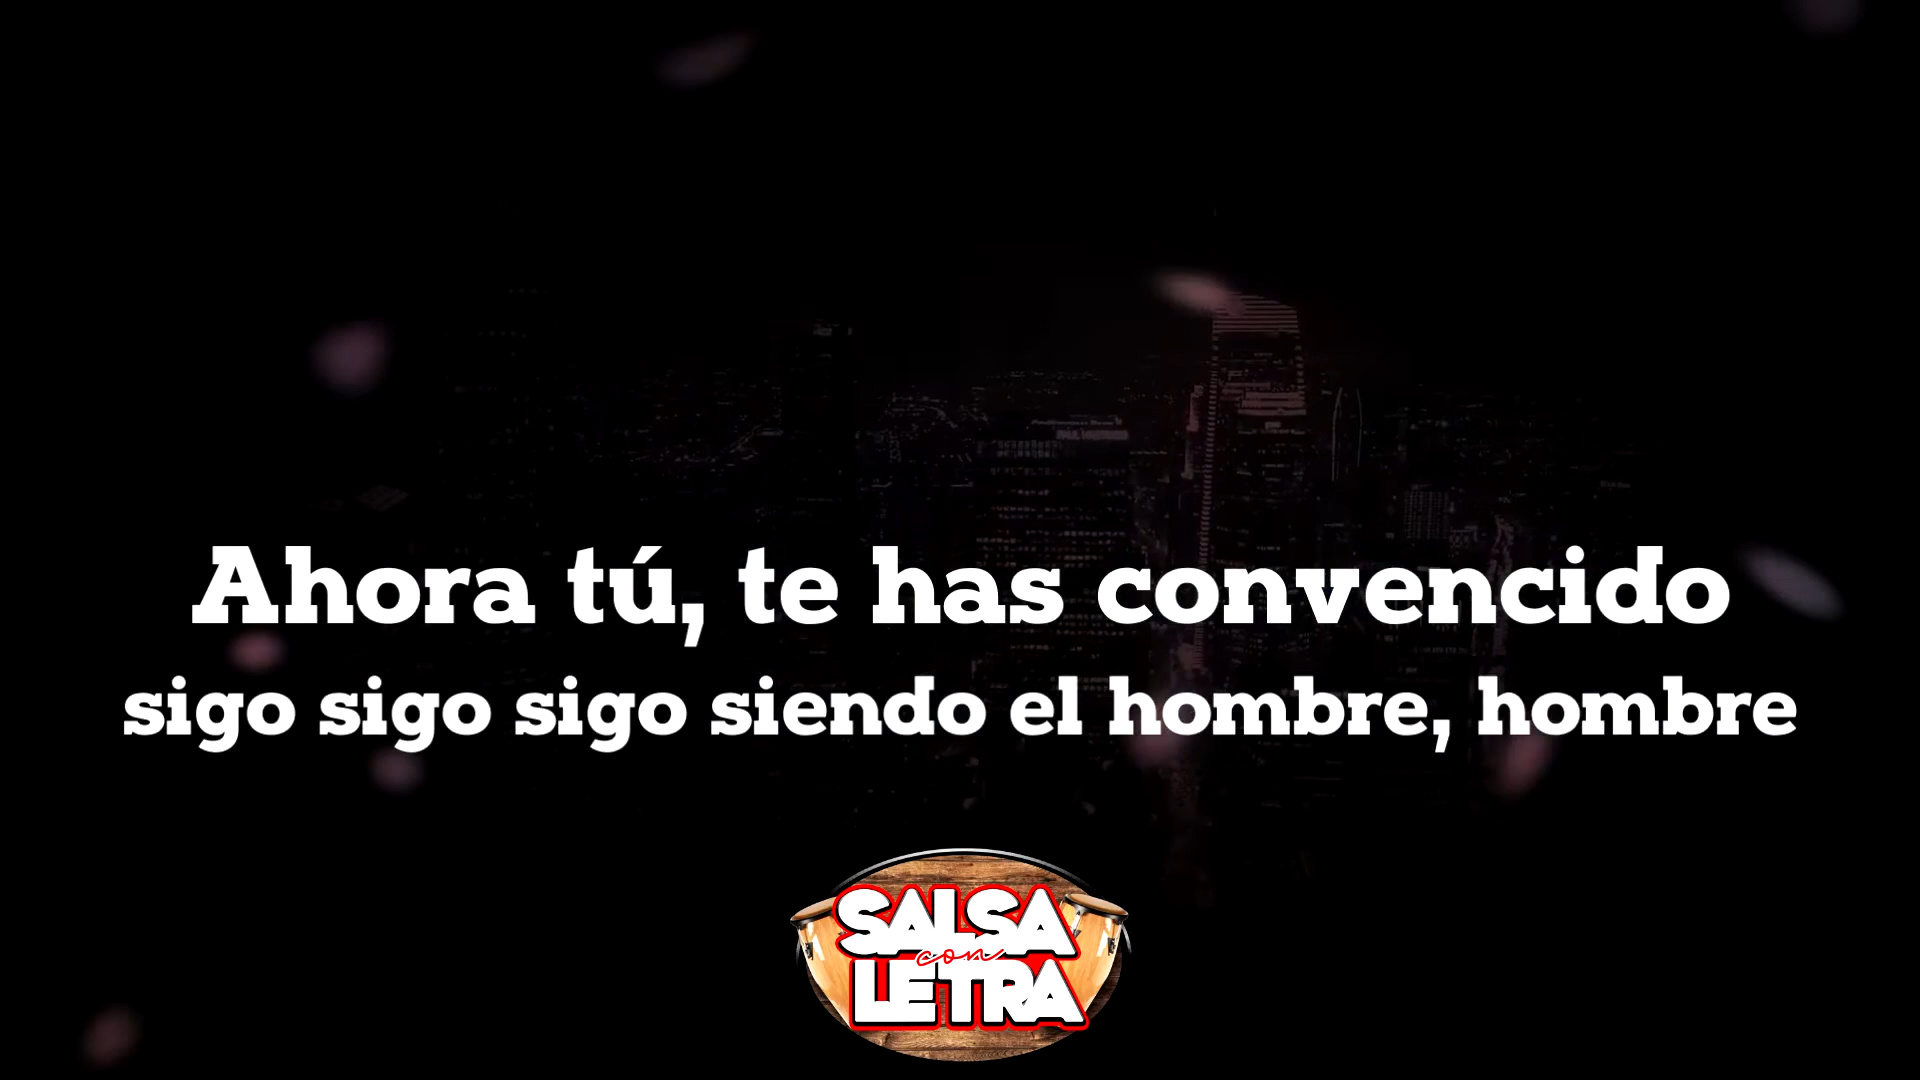 Ahora tú, te has convencido
sigo sigo sigo siendo el hombre, hombre
SALSA
con
LETRA